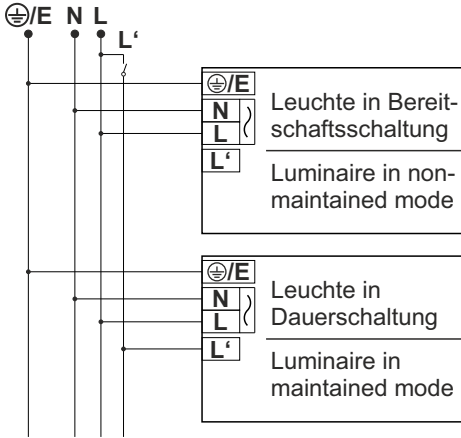 ⏚/E N L
L‘
⏚/E
N
L
L‘
Leuchte in Bereit-
schaftsschaltung
Luminaire in non-
maintained mode
⏚/E
N
L
L‘
Leuchte in
Dauerschaltung
Luminaire in
maintained mode